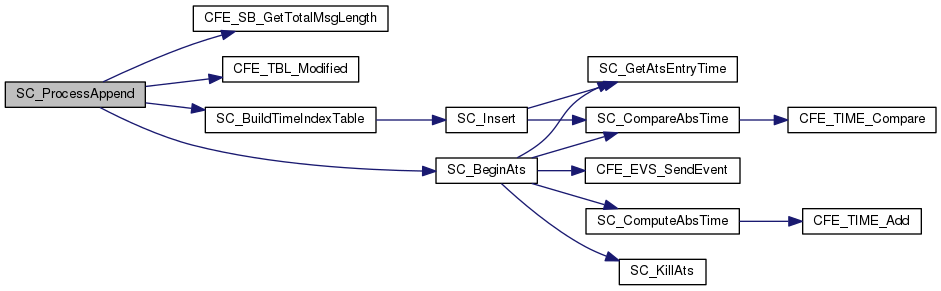 CFE_SB_GetTotalMsgLength
CFE_TBL_Modified
SC_GetAtsEntryTime
SC_ProcessAppend
SC_BuildTimeIndexTable
SC_Insert
SC_CompareAbsTime
CFE_TIME_Compare
SC_BeginAts
CFE_EVS_SendEvent
SC_ComputeAbsTime
CFE_TIME_Add
SC_KillAts